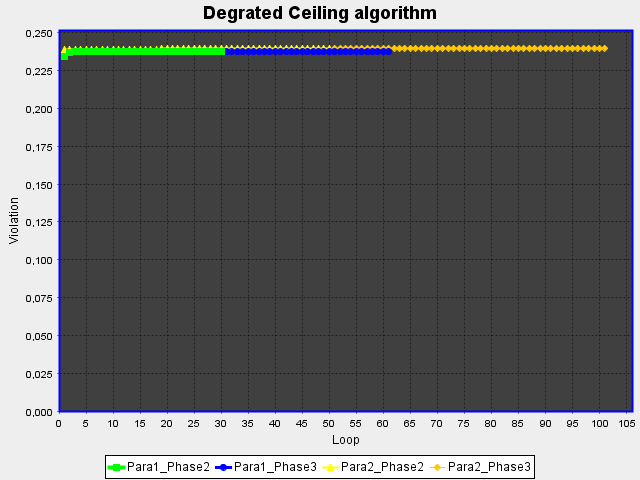 Degrated Ceiling algorithm
0,250
0,225
0,200
0,175
0,150
0,125
0,100
0,075
0,050
0,025
0,000
Violation
0 5 10 15 20 25 30 35 40 45 50 55 60 65 70 75 80 85 90 95 100 105
Loop
Para1_Phase2 Para1_Phase3 Para2_Phase2 Para2_Phase3